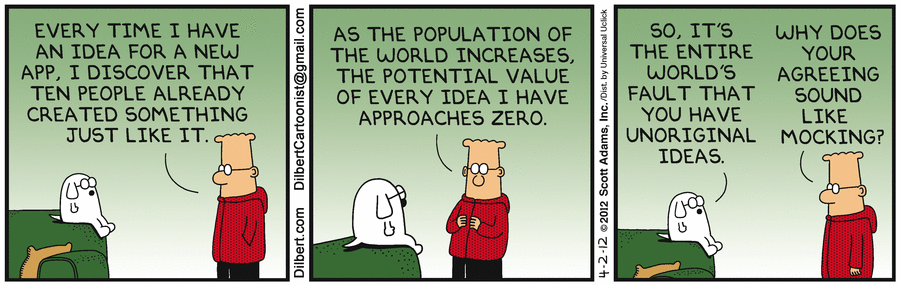 EVERY TIME I HAVE
AN IDEA FOR A NEW
APP, I DISCOVER THAT
TEN PEOPLE ALREADY
CREATED SOMETHING
JUST LIKE IT.
Dilbert.com DilbertCartoonist@gmail.com
AS THE POPULATION OF
THE WORLD INCREASES,
THE POTENTIAL VALUE
OF EVERY IDEA I HAVE
APPROACHES ZERO.
4-2-12 ©2012 Scott Adams, Inc./Dist. by Universal Uclick
SO, IT'S
THE ENTIRE
WORLD'S
FAULT THAT
YOU HAVE
UNORIGINAL
IDEAS.
WHY DOES
YOUR
AGREEING
SOUND
LIKE
MOCKING?